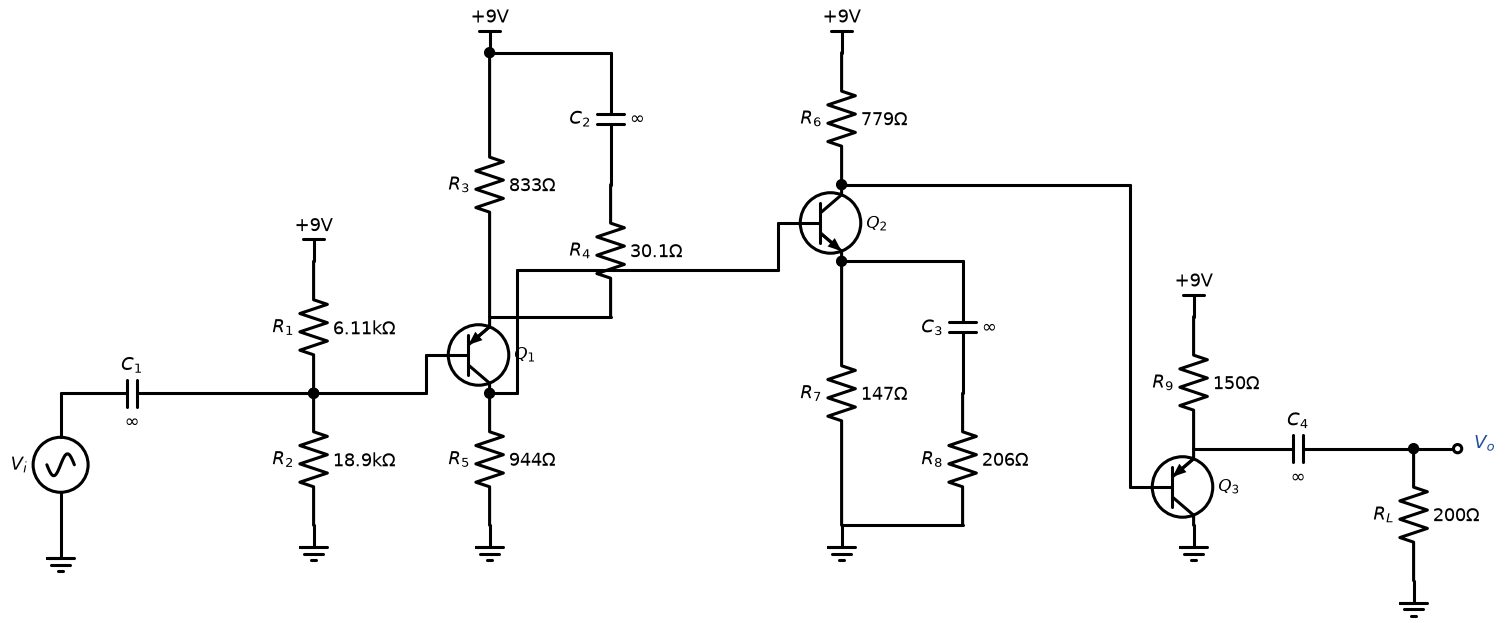 +9V
+9V
C₂
∞
R₆
779Ω
R₃
833Ω
+9V
Q₂
R₄
30.1Ω
+9V
R₁
6.11kΩ
C₃
∞
Q₁
C₁
∞
R₉
150Ω
R₇
147Ω
C₄
∞
Vₒ
Vᵢ
R₂
18.9kΩ
R₅
944Ω
R₈
206Ω
Q₃
R_L
200Ω